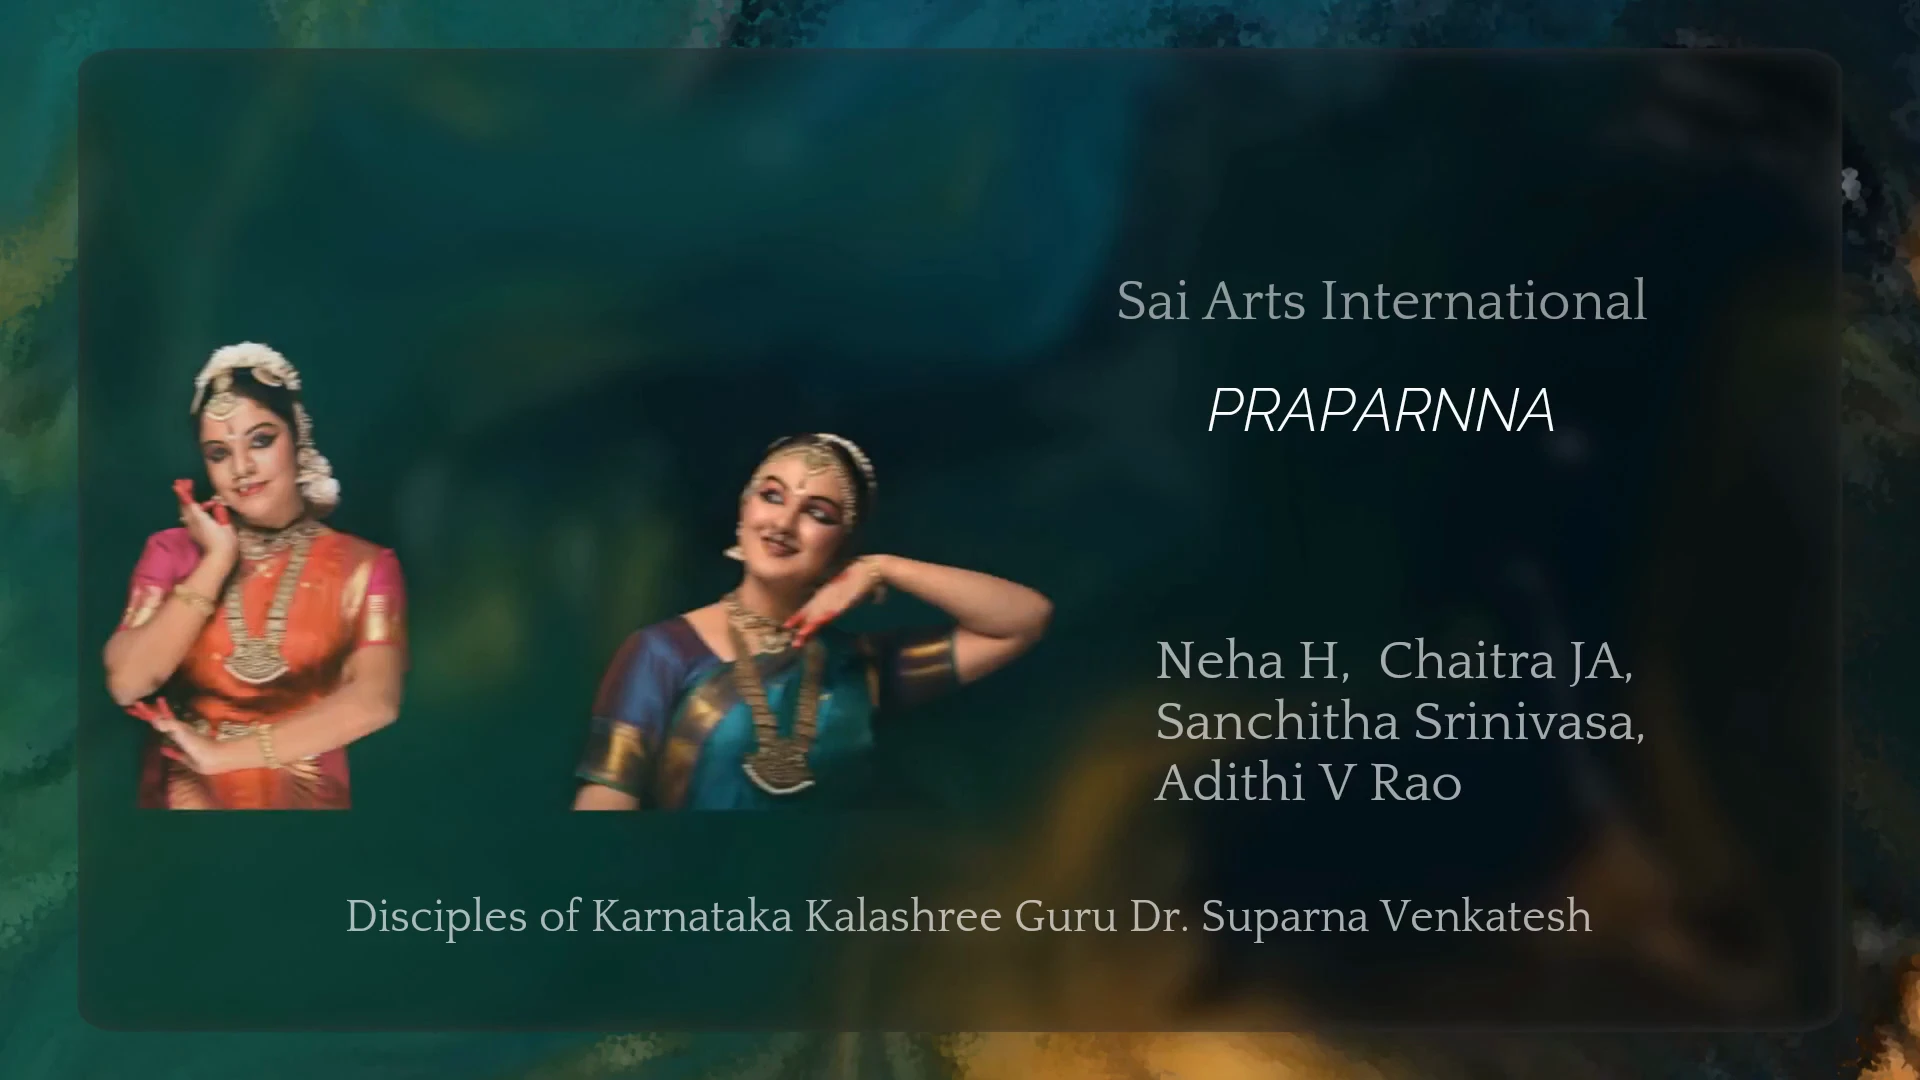 Sai Arts International
PRAPARNNA
Neha H,  Chaitra JA,
Sanchitha Srinivasa,
Adithi V Rao
Disciples of Karnataka Kalashree Guru Dr. Suparna Venkatesh